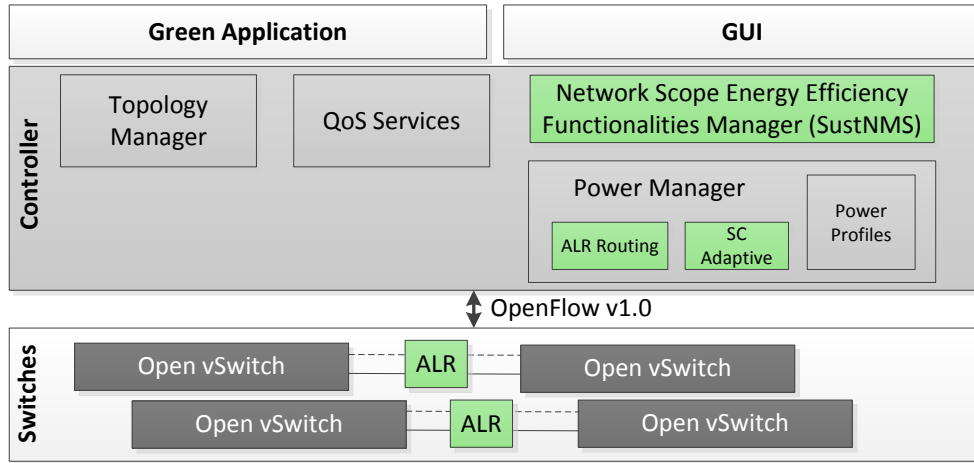 Green Application
GUI
Controller
Topology
Manager
QoS Services
Network Scope Energy Efficiency
Functionalities Manager (SustNMS)
Power Manager
ALR Routing
SC
Adaptive
Power
Profiles
OpenFlow v1.0
Switches
Open vSwitch
ALR
Open vSwitch
Open vSwitch
ALR
Open vSwitch